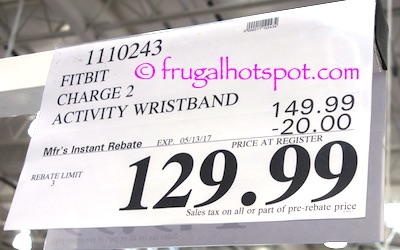 1110243
FITBIT
CHARGE 2
ACTIVITY WRISTBAND
© frugalhotspot.com
149.99
-20.00
Mfr's Instant Rebate EXP. 05/13/17 PRICE AT REGISTER
REBATE LIMIT
3
129.99
Sales tax on all or part of pre-rebate price